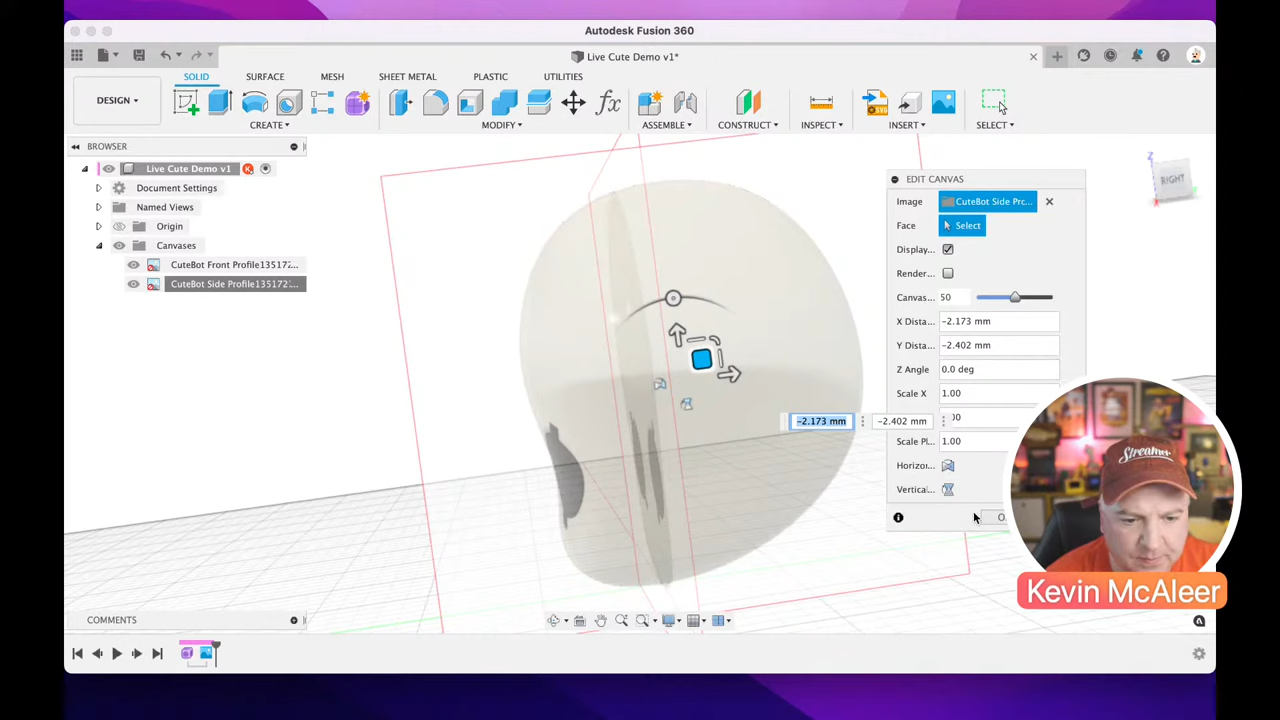 Autodesk Fusion 360
Live Cute Demo v1*
DESIGN
SOLID SURFACE MESH SHEET METAL PLASTIC UTILITIES
CREATE MODIFY ASSEMBLE CONSTRUCT INSPECT INSERT SELECT
BROWSER
Live Cute Demo v1
K
Document Settings
Named Views
Origin
Canvases
CuteBot Front Profile135172...
CuteBot Side Profile135172...
Z
RIGHT
EDIT CANVAS
Image CuteBot Side Prc...
Face Select
Display...
Render...
Canvas... 50
X Dista... -2.173 mm
Y Dista... -2.402 mm
Z Angle 0.0 deg
Scale X 1.00
-2.173 mm -2.402 mm
Scale Pl... 1.00
Horizo...
Vertical...
Streamer
Kevin McAleer
COMMENTS